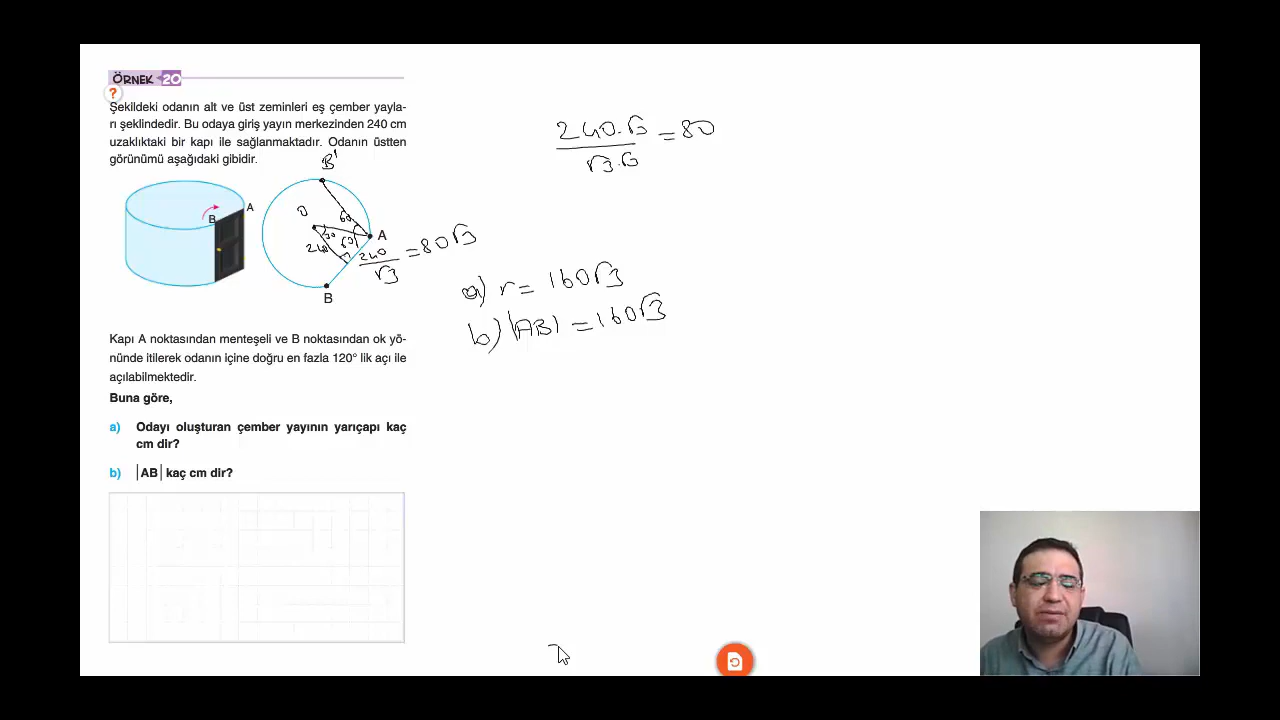 ÖRNEK 20
?
Şekildeki odanın alt ve üst zeminleri eş çember yayla-
rı şeklindedir. Bu odaya giriş yayın merkezinden 240 cm
uzaklıktaki bir kapı ile sağlanmaktadır. Odanın üstten
görünümü aşağıdaki gibidir.
B'
A
B
O
60
30
60
A
240
240/√3 = 80√3
B
240.√3/√3.√3 = 80
a) r = 160√3
b) |AB| = 160√3
Kapı A noktasından menteşeli ve B noktasından ok yö-
nünde itilerek odanın içine doğru en fazla 120° lik açı ile
açılabilmektedir.
Buna göre,
a) Odayı oluşturan çember yayının yarıçapı kaç
cm dir?
b) |AB| kaç cm dir?